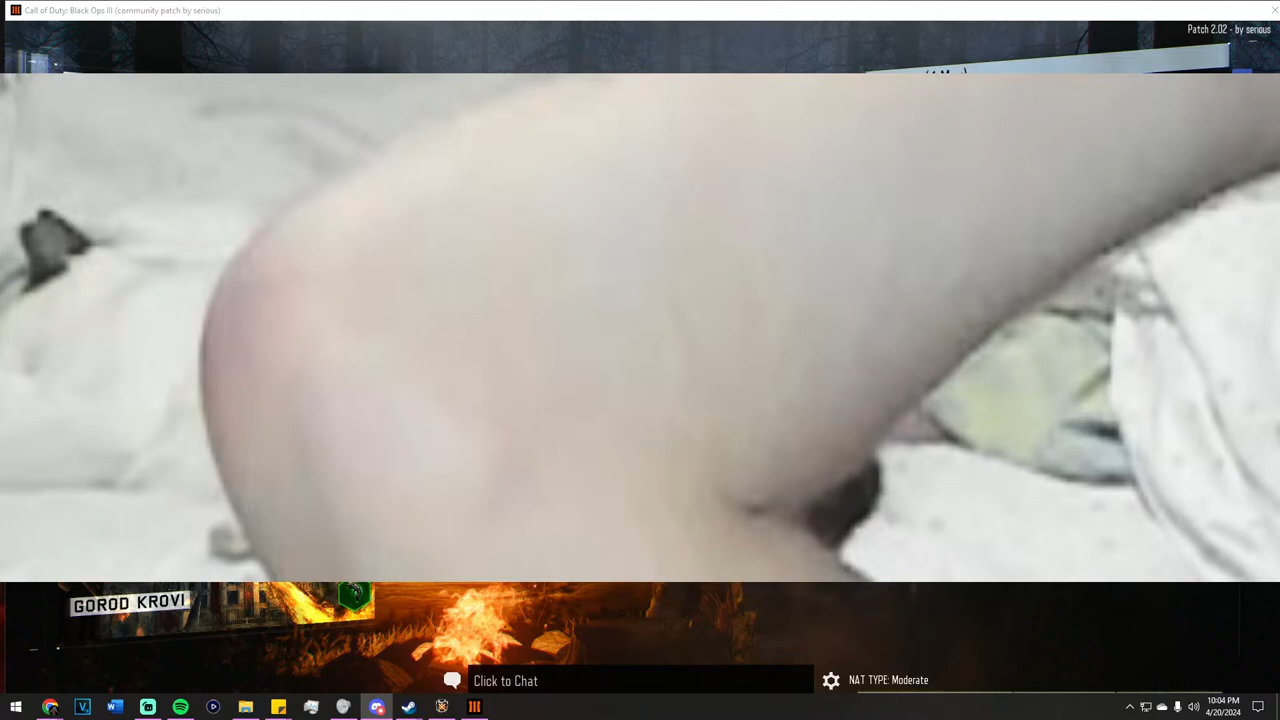 Call of Duty: Black Ops III (community patch by serious)
Patch 2.02 - by serious
GOROD KROVI
Click to Chat
NAT TYPE: Moderate
10:04 PM
4/20/2024